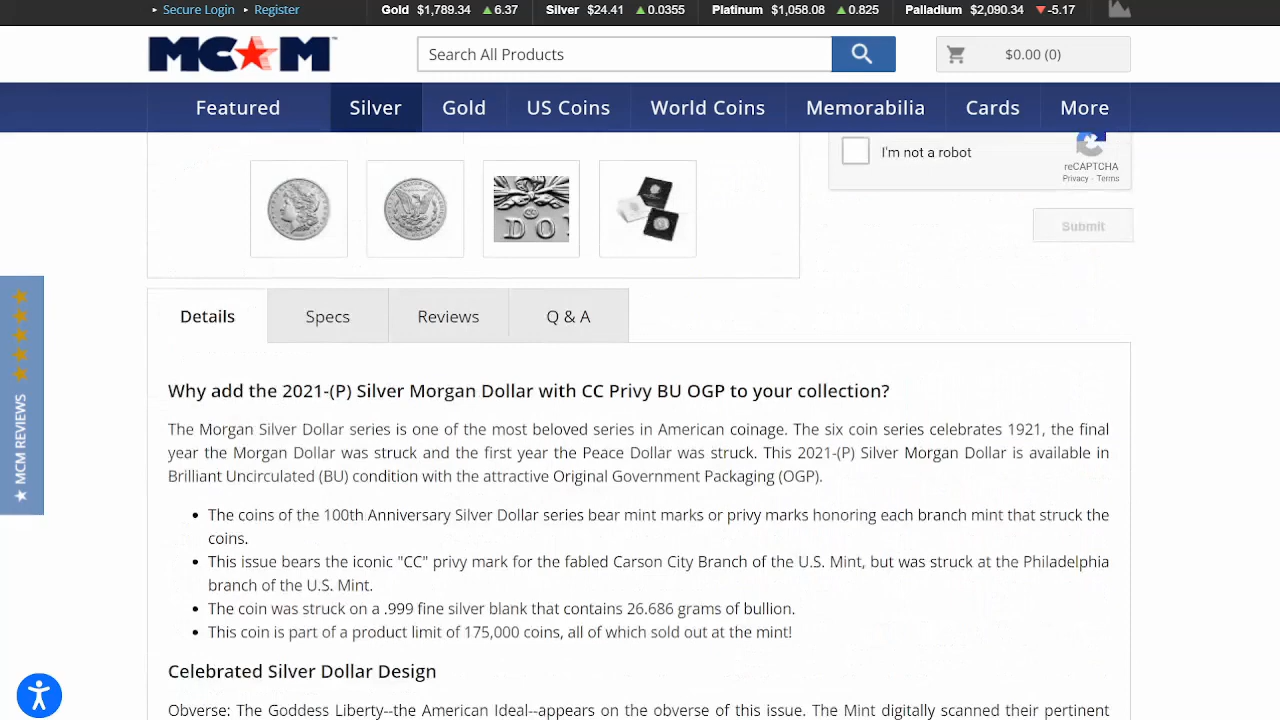 Secure Login Register Gold $1,789.34 6.37 Silver $24.41 0.0355 Platinum $1,058.08 0.825 Palladium $2,090.34 -5.17
MCM Search All Products $0.00 (0)
Featured Silver Gold US Coins World Coins Memorabilia Cards More
I'm not a robot
reCAPTCHA
Privacy - Terms
DO
Submit
★ MCM REVIEWS
Details Specs Reviews Q & A
Why add the 2021-(P) Silver Morgan Dollar with CC Privy BU OGP to your collection?
The Morgan Silver Dollar series is one of the most beloved series in American coinage. The six coin series celebrates 1921, the final
year the Morgan Dollar was struck and the first year the Peace Dollar was struck. This 2021-(P) Silver Morgan Dollar is available in
Brilliant Uncirculated (BU) condition with the attractive Original Government Packaging (OGP).
• The coins of the 100th Anniversary Silver Dollar series bear mint marks or privy marks honoring each branch mint that struck the
coins.
• This issue bears the iconic "CC" privy mark for the fabled Carson City Branch of the U.S. Mint, but was struck at the Philadelphia
branch of the U.S. Mint.
• The coin was struck on a .999 fine silver blank that contains 26.686 grams of bullion.
• This coin is part of a product limit of 175,000 coins, all of which sold out at the mint!
Celebrated Silver Dollar Design
Obverse: The Goddess Liberty--the American Ideal--appears on the obverse of this issue. The Mint digitally scanned their pertinent